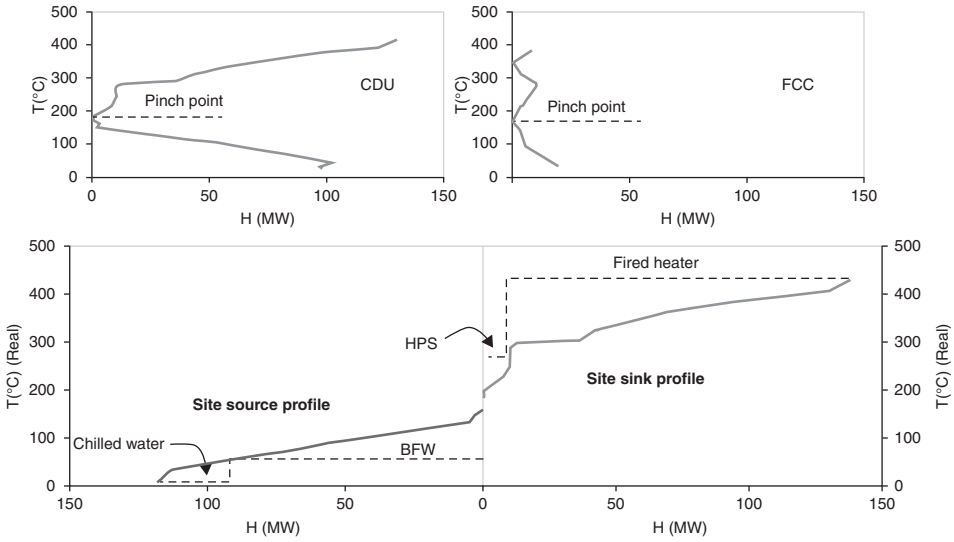 500
400
300
200
100
0
T(°C)
CDU
Pinch point
0
50
100
150
H (MW)
500
400
300
200
100
0
T(°C)
FCC
Pinch point
50
100
150
H (MW)
500
400
300
200
100
0
T(°C) (Real)
Fired heater
HPS
Site sink profile
Site source profile
Chilled water
BFW
500
400
300
200
100
0
T(°C) (Real)
150
100
50
0
50
100
150
H (MW)
H (MW)